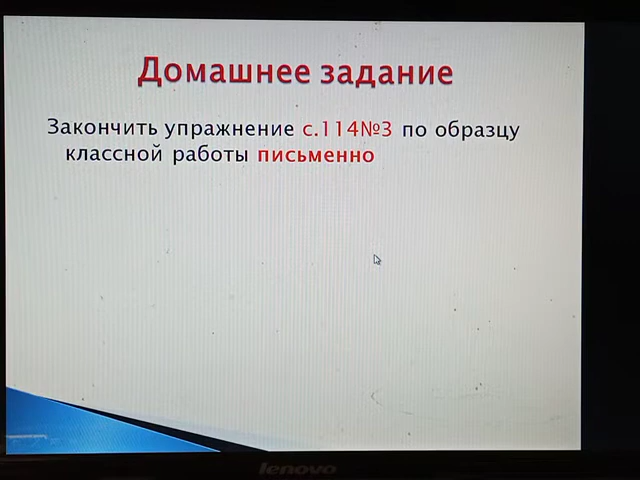 Домашнее задание
Закончить упражнение с.114№3 по образцу
классной работы письменно
lenovo